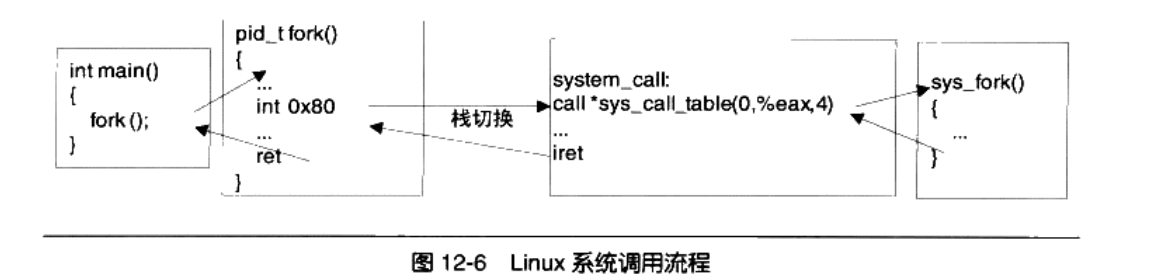 int main()
{
fork ();
}
pid_t fork()
{
...
int 0x80
...
ret
}
栈切换
system_call:
call *sys_call_table(0,%eax,4)
...
iret
sys_fork()
{
...
}
图 12-6 Linux 系统调用流程